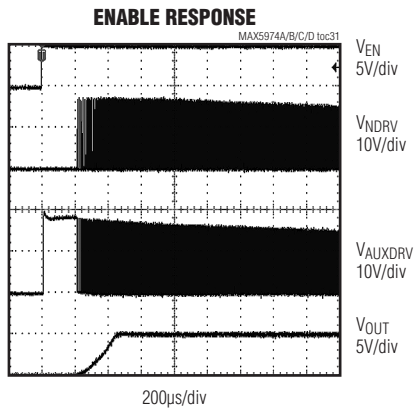 ENABLE RESPONSE
MAX5974A/B/C/D toc31
VEN
5V/div
VNDRV
10V/div
VAUXDRV
10V/div
VOUT
5V/div
200µs/div